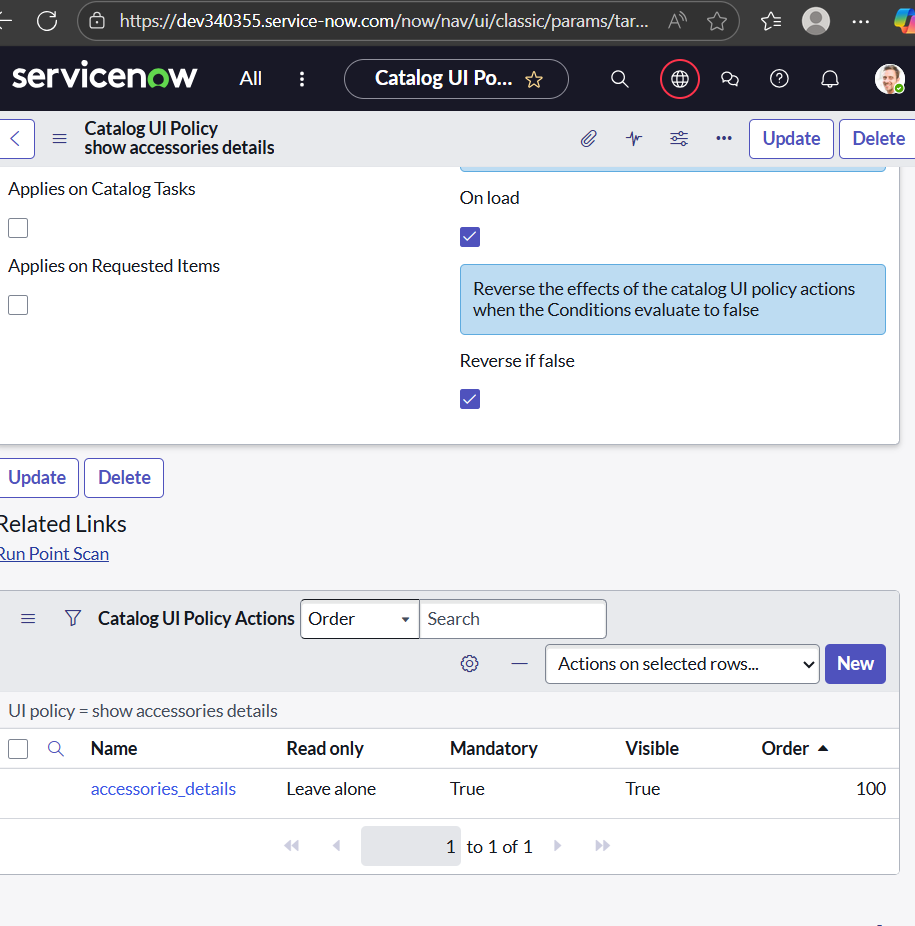 https://dev340355.service-now.com/now/nav/ui/classic/params/tar...
servicenow
All
Catalog UI Po...
Catalog UI Policy
show accessories details
Update
Delete
Applies on Catalog Tasks
On load
Applies on Requested Items
Reverse the effects of the catalog UI policy actions
when the Conditions evaluate to false
Reverse if false
Update
Delete
Related Links
Run Point Scan
Catalog UI Policy Actions
Order
Search
Actions on selected rows...
New
UI policy = show accessories details
Name Read only Mandatory Visible Order
accessories_details Leave alone True True 100
1 to 1 of 1